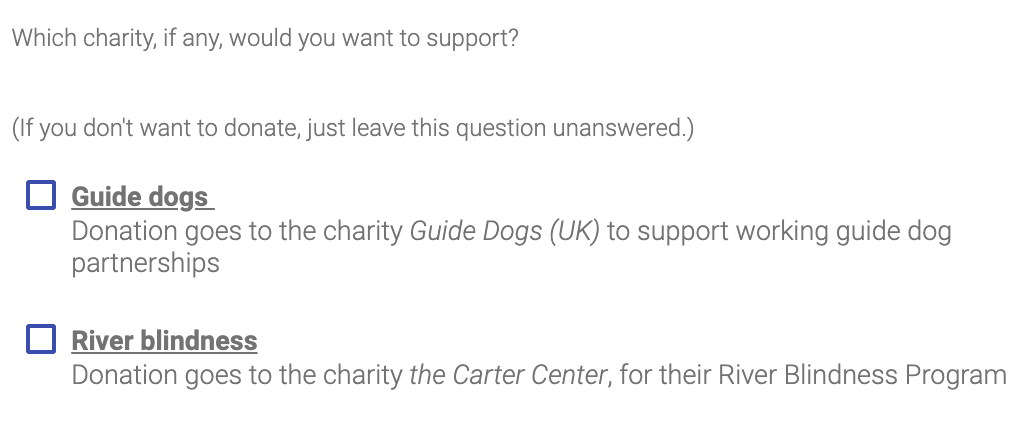 Which charity, if any, would you want to support?
(If you don't want to donate, just leave this question unanswered.)
Guide dogs
Donation goes to the charity Guide Dogs (UK) to support working guide dog
partnerships
River blindness
Donation goes to the charity the Carter Center, for their River Blindness Program